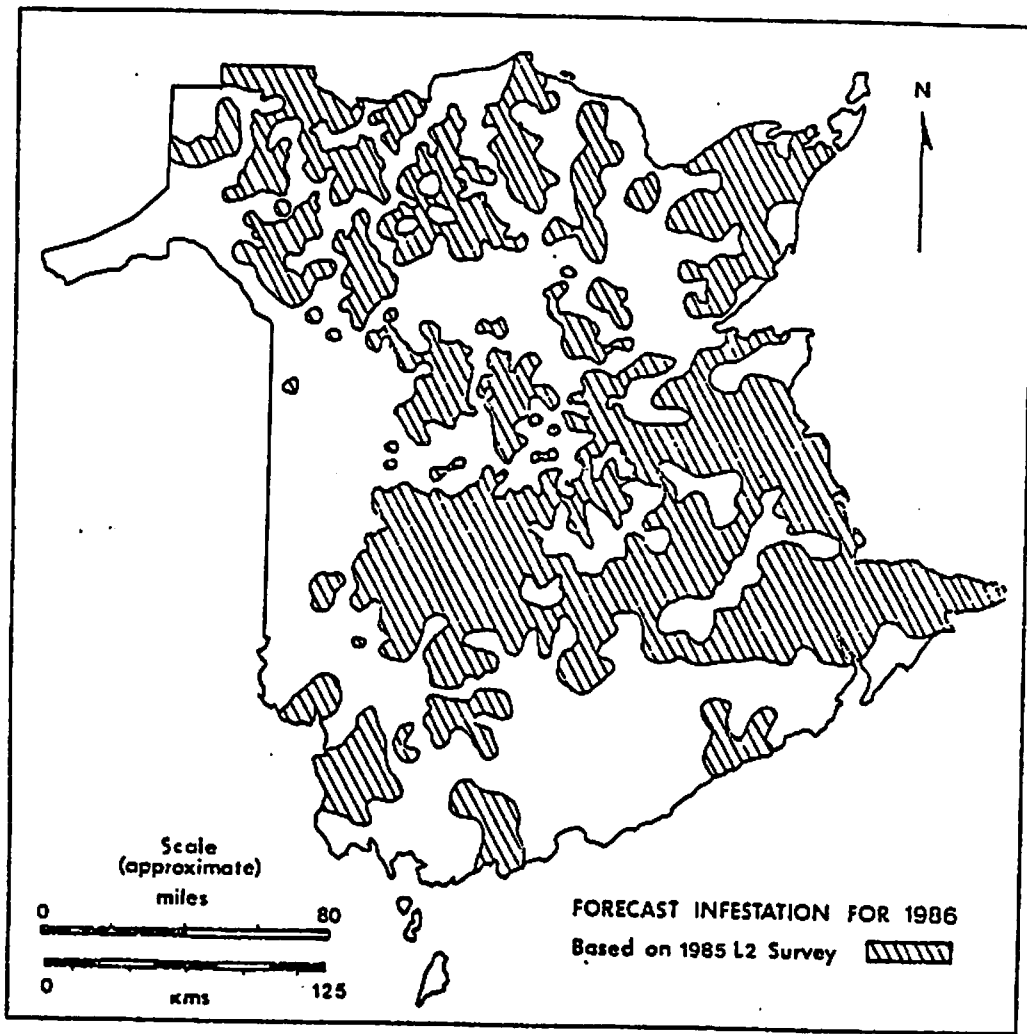 N
Scale
(approximate)
miles
0 80
0 125
kms
FORECAST INFESTATION FOR 1986
Based on 1985 L2 Survey